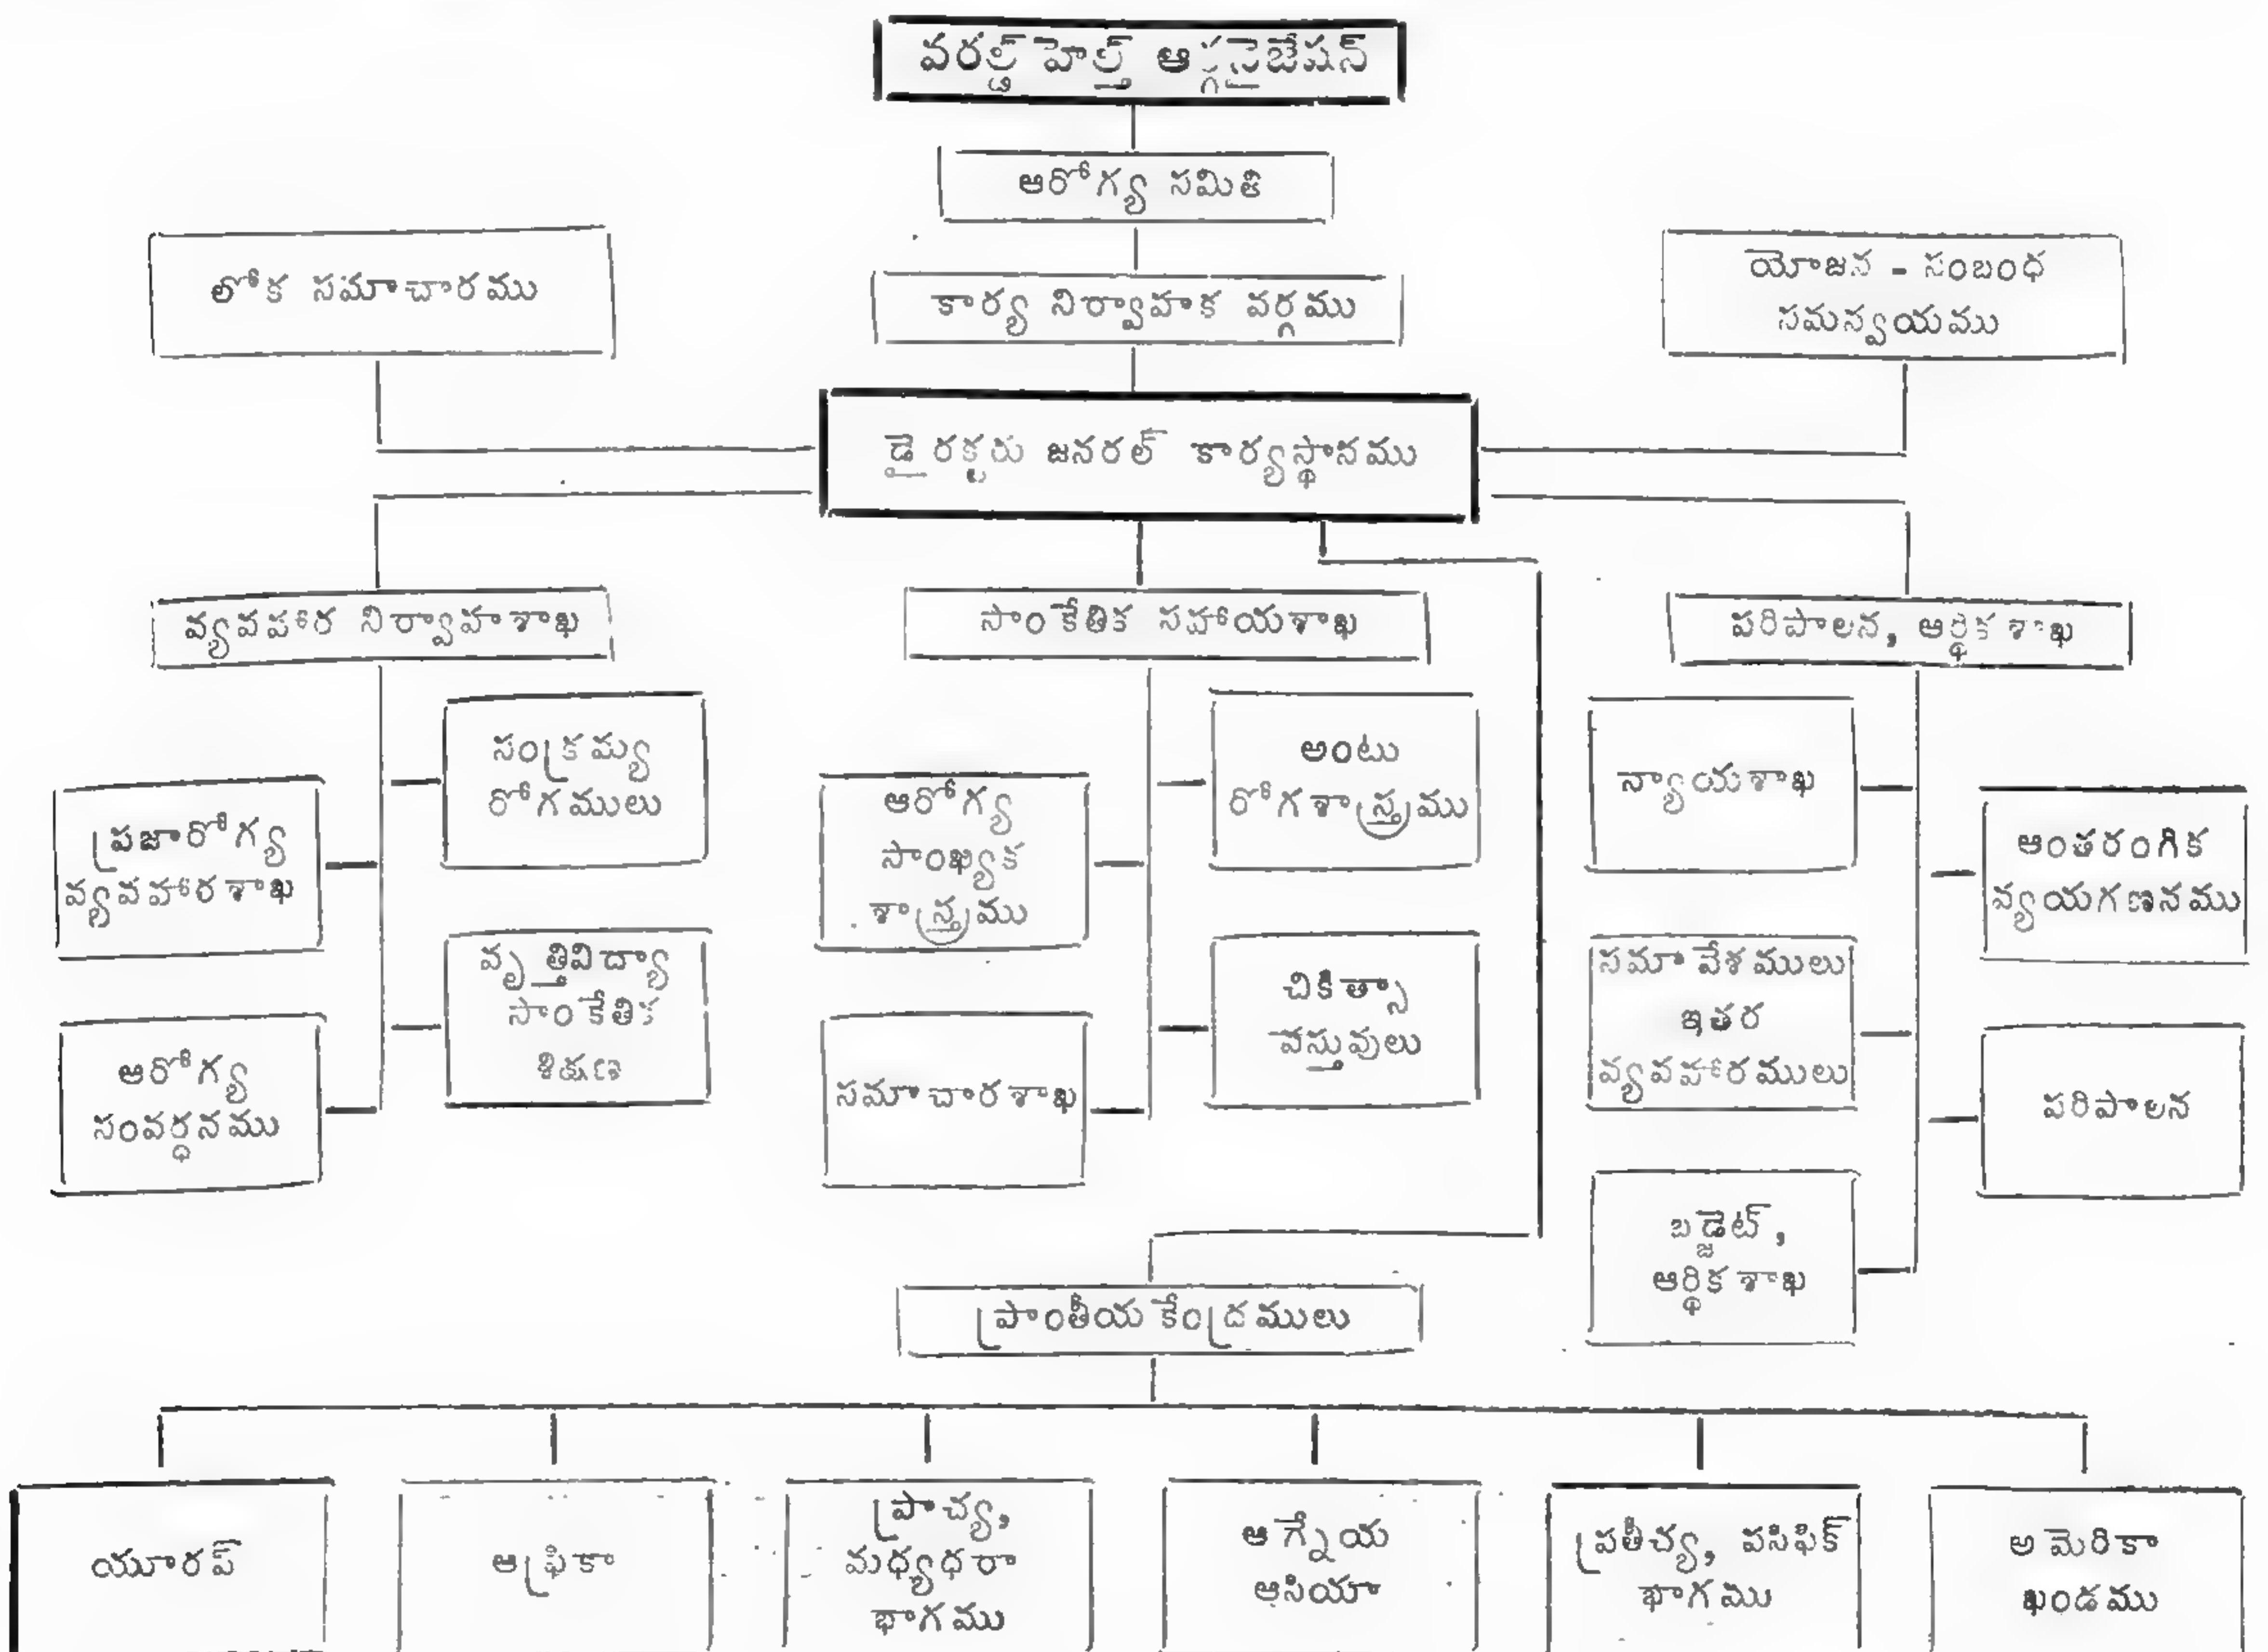 వరల్డ్ హెల్త్ ఆర్గనైజేషన్
ఆరోగ్య సమితి
లోక సమాచారము
కార్య నిర్వాహక వర్గము
యోజన - సంబంధ
సమన్వయము
డైరక్టరు జనరల్ కార్యస్థానము
వ్యవహార నిర్వాహశాఖ
సాంకేతిక సహాయశాఖ
పరిపాలన, ఆర్థిక శాఖ
సంక్రమ్య
రోగములు
ప్రజారోగ్య
వ్యవహారశాఖ
వృత్తివిద్యా
సాంకేతిక
శిక్షణ
ఆరోగ్య
సంవర్ధనము
అంటు
రోగశాస్త్రము
ఆరోగ్య
సాంఖ్యక
శాస్త్రము
చికిత్సా
వస్తువులు
సమాచారశాఖ
న్యాయశాఖ
ఆంతరంగిక
వ్యయగణనము
సమావేశములు
ఇతర
వ్యవహారములు
పరిపాలన
బడ్జెట్,
ఆర్థిక శాఖ
ప్రాంతీయ కేంద్రములు
యూరప్
ఆఫ్రికా
ప్రాచ్య,
మధ్యధరా
భాగము
ఆగ్నేయ
ఆసియా
ప్రతీచ్య, పసిఫిక్
భాగము
అమెరికా
ఖండము